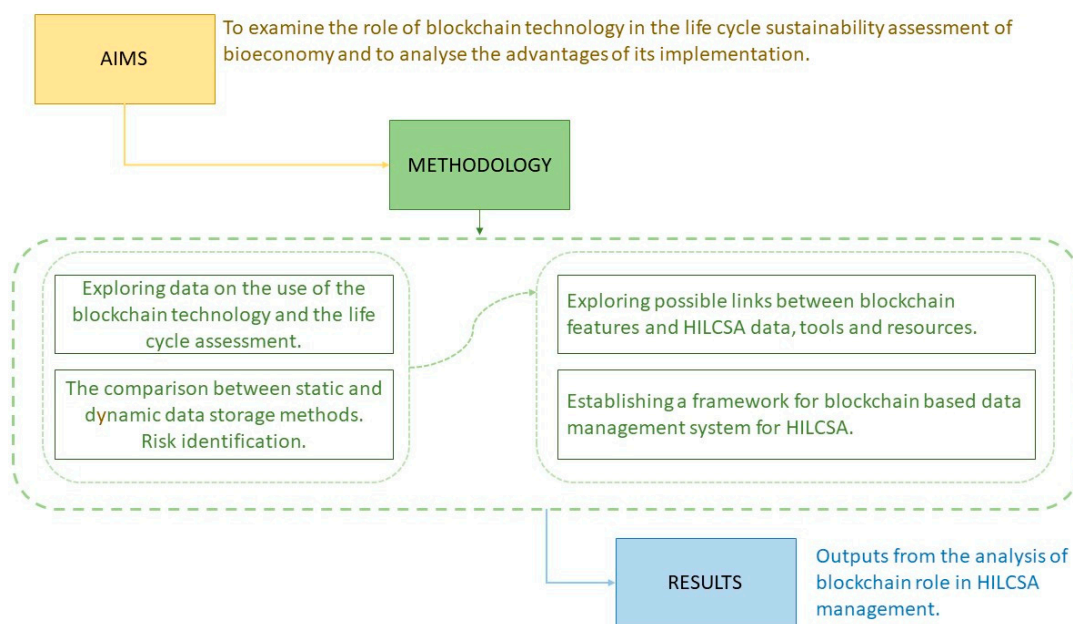 AIMS
To examine the role of blockchain technology in the life cycle sustainability assessment of
bioeconomy and to analyse the advantages of its implementation.
METHODOLOGY
Exploring data on the use of the
blockchain technology and the life
cycle assessment.
The comparison between static and
dynamic data storage methods.
Risk identification.
Exploring possible links between blockchain
features and HILCSA data, tools and resources.
Establishing a framework for blockchain based data
management system for HILCSA.
RESULTS
Outputs from the analysis of
blockchain role in HILCSA
management.